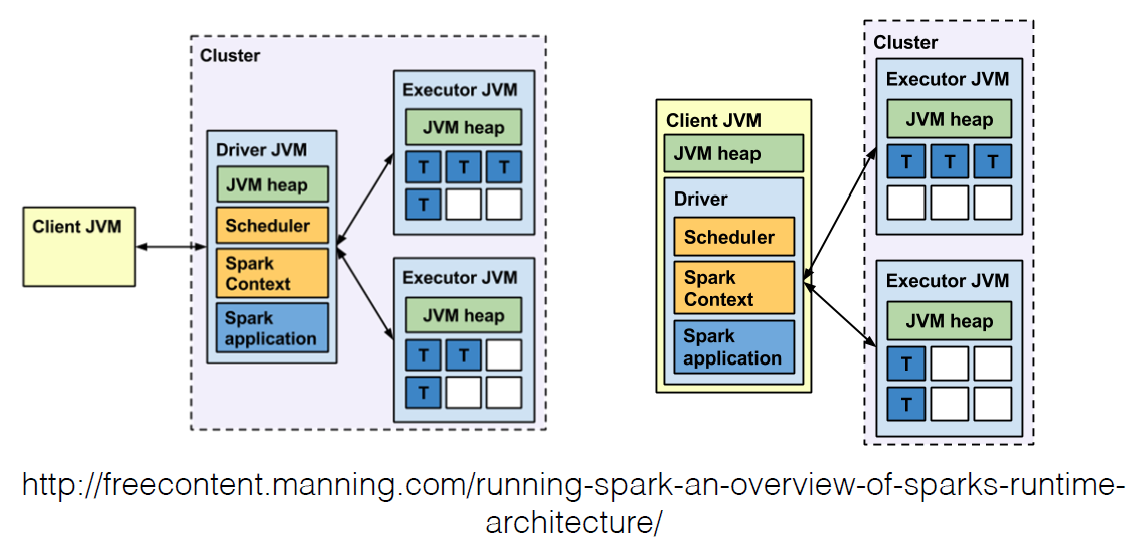 Cluster
Executor JVM
JVM heap
T T T
T
Driver JVM
JVM heap
Scheduler
Spark
Context
Spark
application
Client JVM
Executor JVM
JVM heap
T T
T
Cluster
Executor JVM
JVM heap
T T T
Client JVM
JVM heap
Driver
Scheduler
Spark
Context
Spark
application
Executor JVM
JVM heap
T
T
http://freecontent.manning.com/running-spark-an-overview-of-sparks-runtime-
architecture/